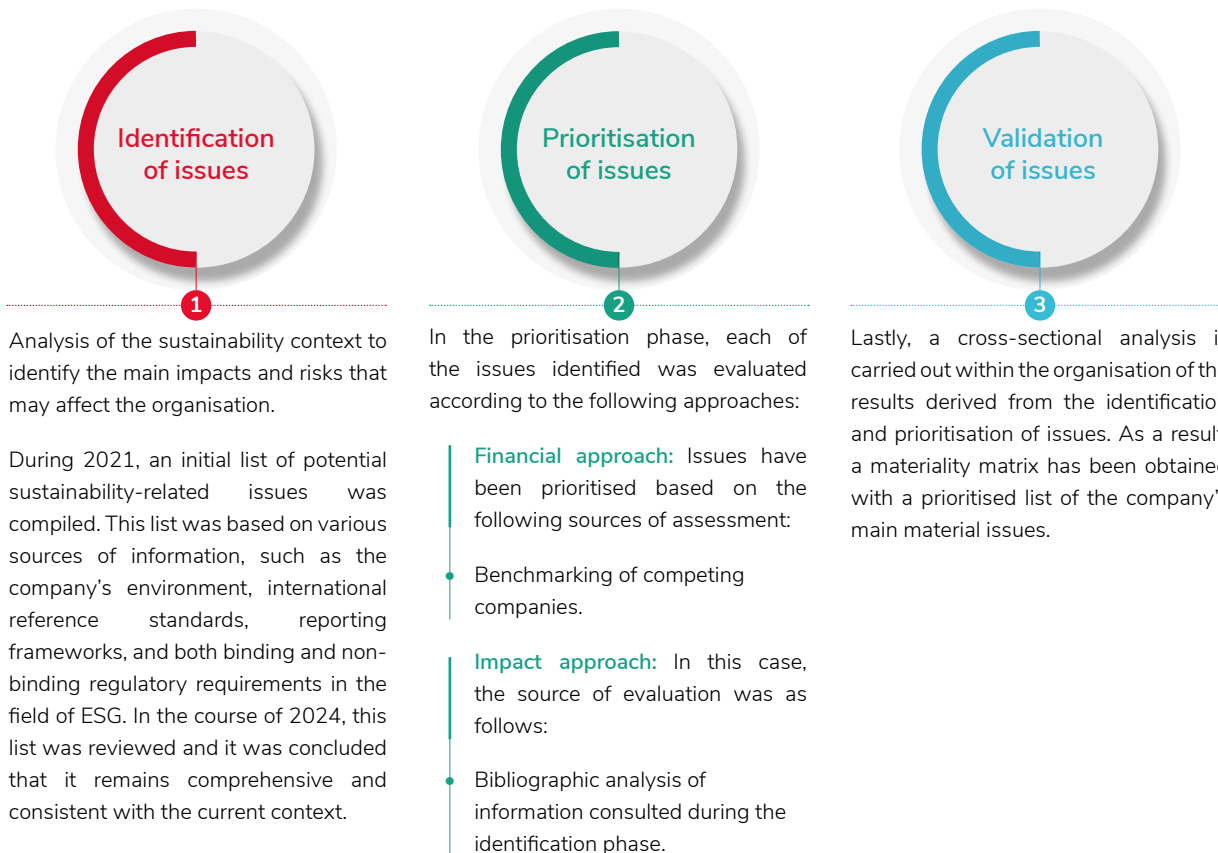 Identification
of issues
1
Analysis of the sustainability context to
identify the main impacts and risks that
may affect the organisation.
During 2021, an initial list of potential
sustainability-related issues was
compiled. This list was based on various
sources of information, such as the
company's environment, international
reference standards, reporting
frameworks, and both binding and non-
binding regulatory requirements in the
field of ESG. In the course of 2024, this
list was reviewed and it was concluded
that it remains comprehensive and
consistent with the current context.
Prioritisation
of issues
2
In the prioritisation phase, each of
the issues identified was evaluated
according to the following approaches:
Financial approach: Issues have
been prioritised based on the
following sources of assessment:
Benchmarking of competing
companies.
Impact approach: In this case,
the source of evaluation was as
follows:
Bibliographic analysis of
information consulted during the
identification phase.
Validation
of issues
3
Lastly, a cross-sectional analysis
carried out within the organisation of
results derived from the identification
and prioritisation of issues. As a result
a materiality matrix has been obtained
with a prioritised list of the company'
main material issues.